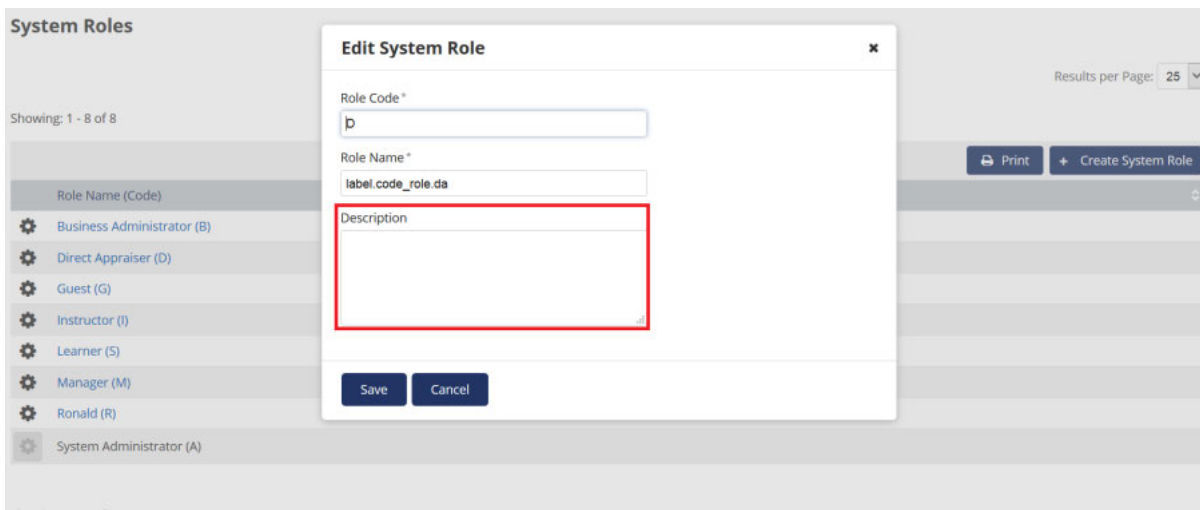 System Roles
Edit System Role
Results per Page: 25
Role Code*
Showing: 1 - 8 of 8
Role Name*
Print
+ Create System Role
label.code_role.da
Role Name (Code)
Description
Business Administrator (B)
Direct Appraiser (D)
Guest (G)
Instructor (I)
Learner (S)
Manager (M)
Save
Cancel
Ronald (R)
System Administrator (A)